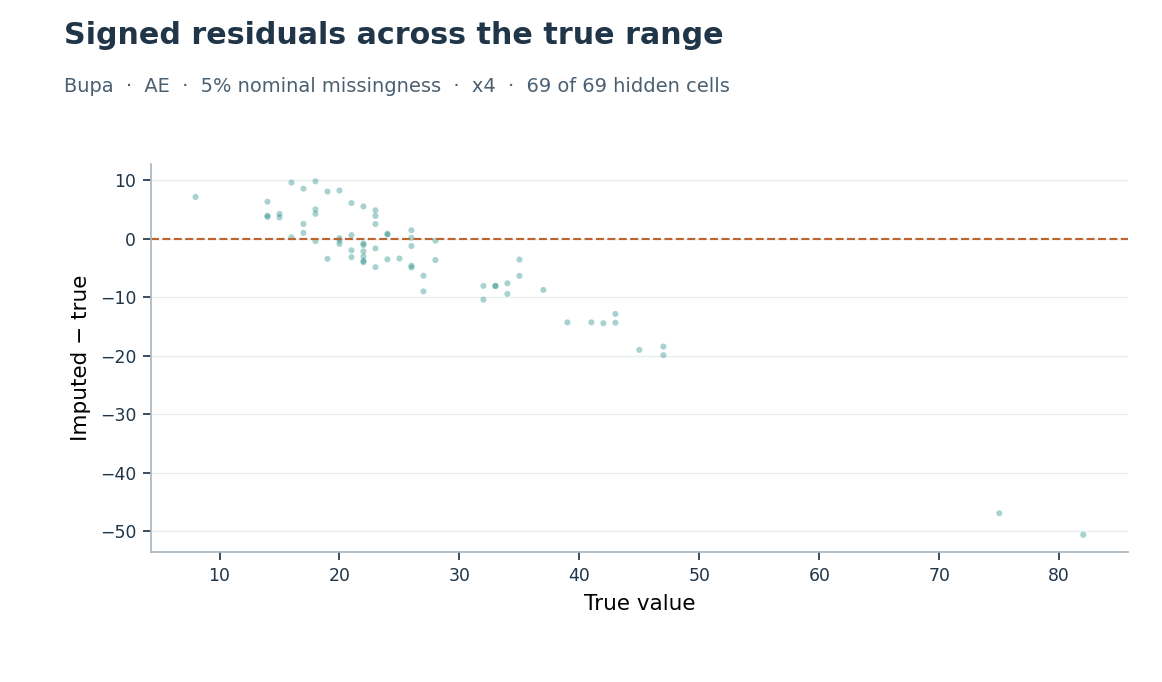 Signed residuals across the true range
Bupa · AE · 5% nominal missingness · x4 · 69 of 69 hidden cells
Imputed − true
10
0
−10
−20
−30
−40
−50
10 20 30 40 50 60 70 80
True value